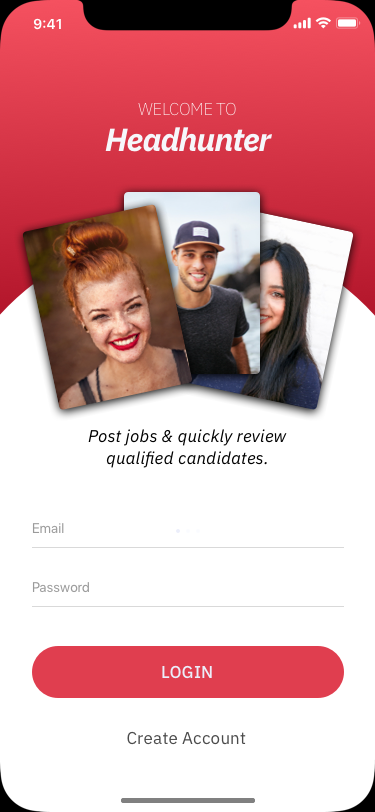 9:41
WELCOME TO
Headhunter
Post jobs & quickly review
qualified candidates.
Email
Password
LOGIN
Create Account